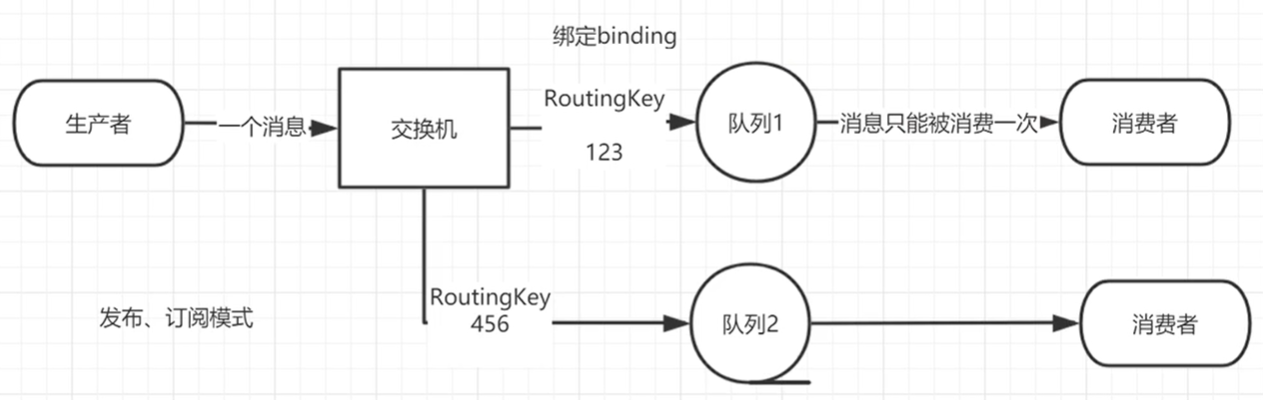 绑定binding
生产者
一个消息
交换机
RoutingKey
123
队列1
消息只能被消费一次
消费者
发布、订阅模式
RoutingKey
456
队列2
消费者